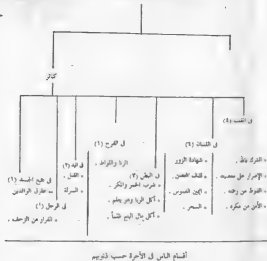 كبائر
في القلب (٤)
• الشرك بالله .
• الإصرار على معصيته .
• القنوط من رحمته .
• الأمن من مكره .
في اللسان (٤)
• شهادة الزور
• قذف المحصن .
• اليمين الغموس .
• السحر .
في البطن (٣)
• شرب الخمر والمسكر .
• أكل الربا وهو يعلم .
• أكل مال اليتيم ظلماً .
في الفرج (٢)
الزنا واللواط .
في اليد (٢)
• القتل .
• السرقة
في الرجل (١)
• الفرار من الزحف .
في جميع الجسد (١)
• عقوق الوالدين
أقسام الناس في الآخرة حسب ذنوبهم